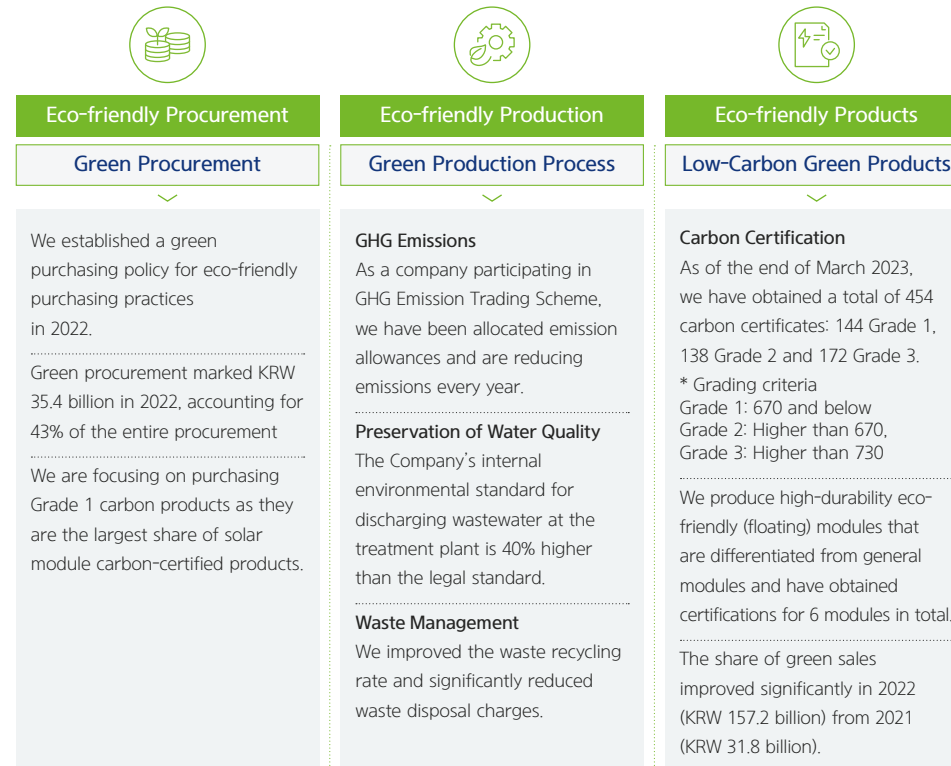 Eco-friendly Procurement
Green Procurement
We established a green
purchasing policy for eco-friendly
purchasing practices
in 2022.
Green procurement marked KRW
35.4 billion in 2022, accounting for
43% of the entire procurement
We are focusing on purchasing
Grade 1 carbon products as they
are the largest share of solar
module carbon-certified products.
Eco-friendly Production
Green Production Process
GHG Emissions
As a company participating in
GHG Emission Trading Scheme,
we have been allocated emission
allowances and are reducing
emissions every year.
Preservation of Water Quality
The Company's internal
environmental standard for
discharging wastewater at the
treatment plant is 40% higher
than the legal standard.
Waste Management
We improved the waste recycling
rate and significantly reduced
waste disposal charges.
Eco-friendly Products
Low-Carbon Green Products
Carbon Certification
As of the end of March 2023,
we have obtained a total of 454
carbon certificates: 144 Grade 1,
138 Grade 2 and 172 Grade 3.
* Grading criteria
Grade 1: 670 and below
Grade 2: Higher than 670,
Grade 3: Higher than 730
We produce high-durability eco-
friendly (floating) modules that
are differentiated from general
modules and have obtained
certifications for 6 modules in total.
The share of green sales
improved significantly in 2022
(KRW 157.2 billion) from 2021
(KRW 31.8 billion).